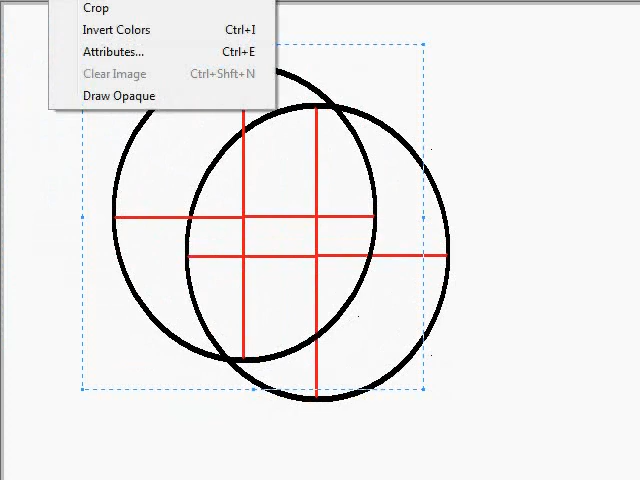 Crop
Invert Colors Ctrl+I
Attributes... Ctrl+E
Clear Image Ctrl+Shft+N
Draw Opaque